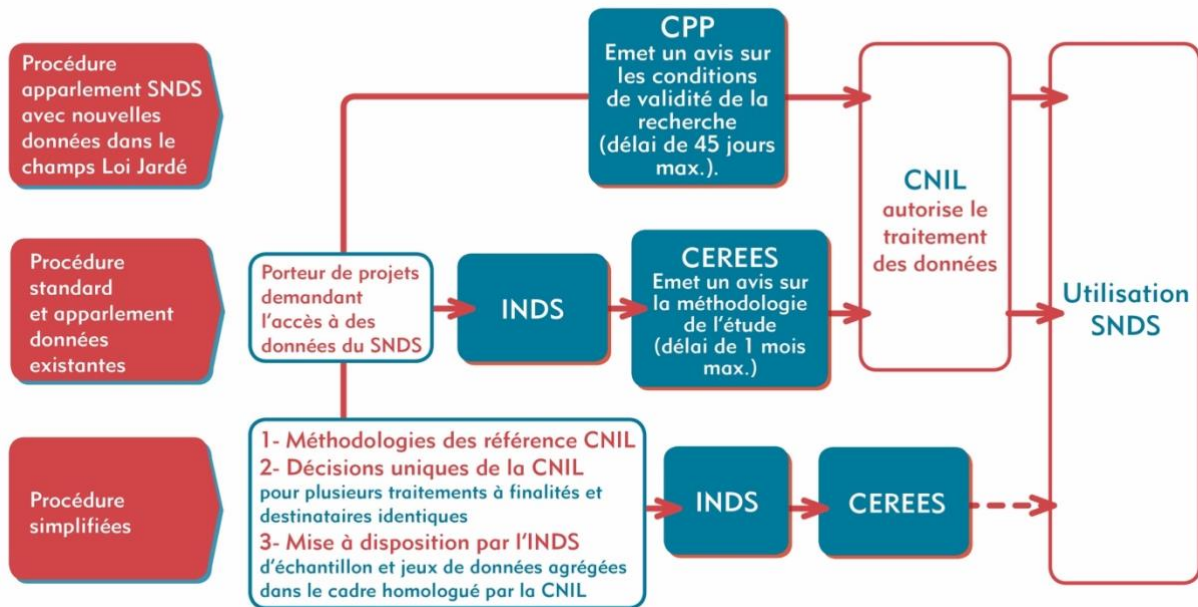 Procédure
apparlement SNDS
avec nouvelles
données dans le
champs Loi Jardé
CPP
Emet un avis sur
les conditions
de validité de la
recherche
(délai de 45 jours
max.).
CNIL
autorise le
traitement
des données
Utilisation
SNDS
Procédure
standard
et apparlement
données
existantes
Porteur de projets
demandant
l'accès à des
données du SNDS
INDS
CEREES
Emet un avis sur
la méthodologie
de l'étude
(délai de 1 mois
max.)
Procédure
simplifiées
1- Méthodologies des référence CNIL
2- Décisions uniques de la CNIL
pour plusieurs traitements à finalités et
destinataires identiques
3- Mise à disposition par l'INDS
d'échantillon et jeux de données agrégées
dans le cadre homologué par la CNIL
INDS
CEREES